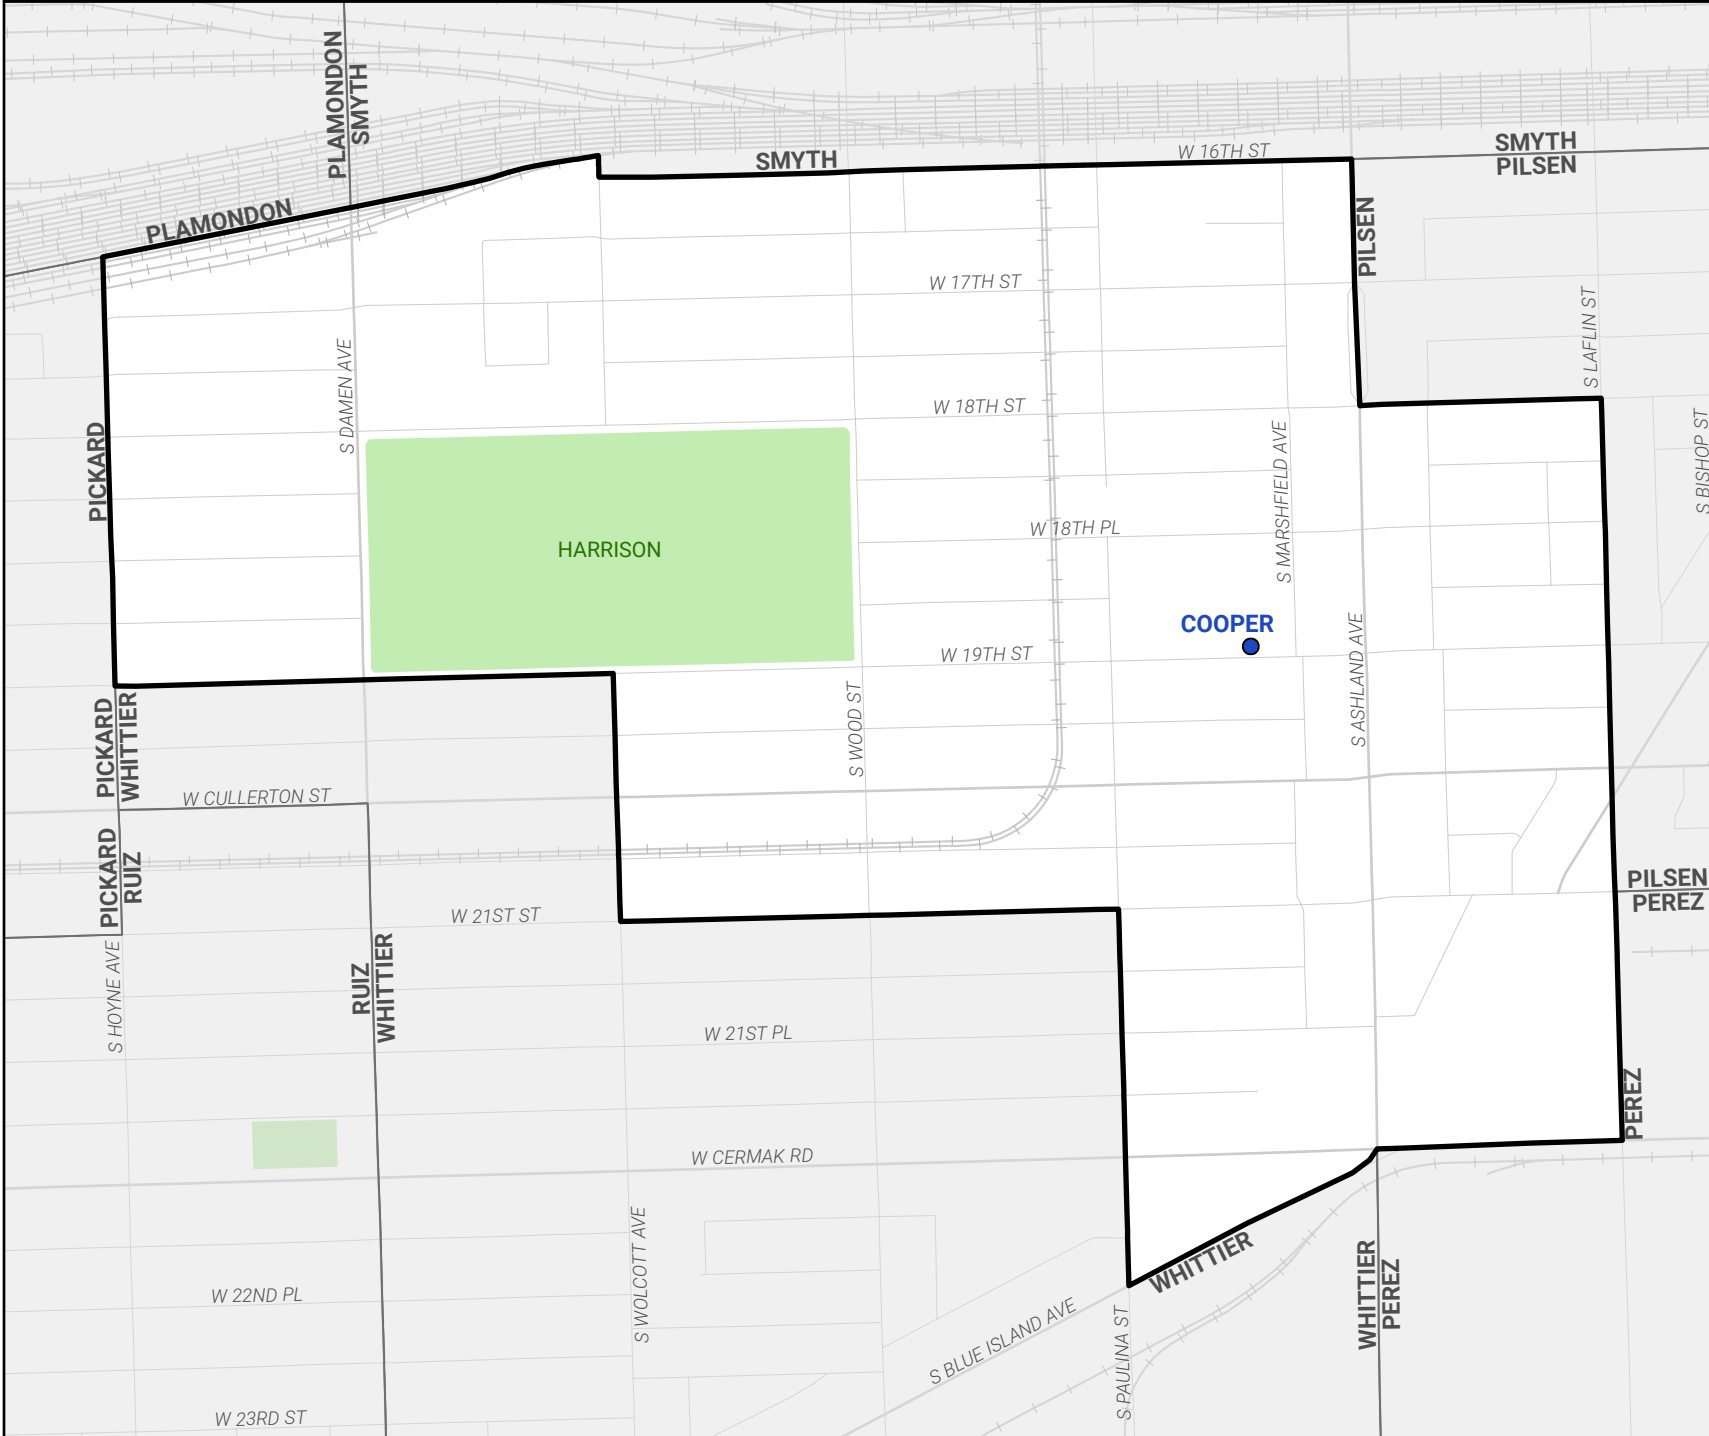 PLAMONDON
SMYTH
SMYTH
W 16TH ST
SMYTH
PILSEN
PLAMONDON
PILSEN
W 17TH ST
S LAFLIN ST
S DAMEN AVE
W 18TH ST
S BISHOP ST
PICKARD
S MARSHFIELD AVE
W 18TH PL
HARRISON
COOPER
W 19TH ST
S ASHLAND AVE
S WOOD ST
PICKARD
WHITTIER
W CULLERTON ST
PICKARD
RUIZ
PILSEN
PEREZ
W 21ST ST
S HOYNE AVE
RUIZ
WHITTIER
W 21ST PL
PEREZ
W CERMAK RD
WHITTIER
S WOLCOTT AVE
W 22ND PL
WHITTIER
PEREZ
S BLUE ISLAND AVE
S PAULINA ST
W 23RD ST